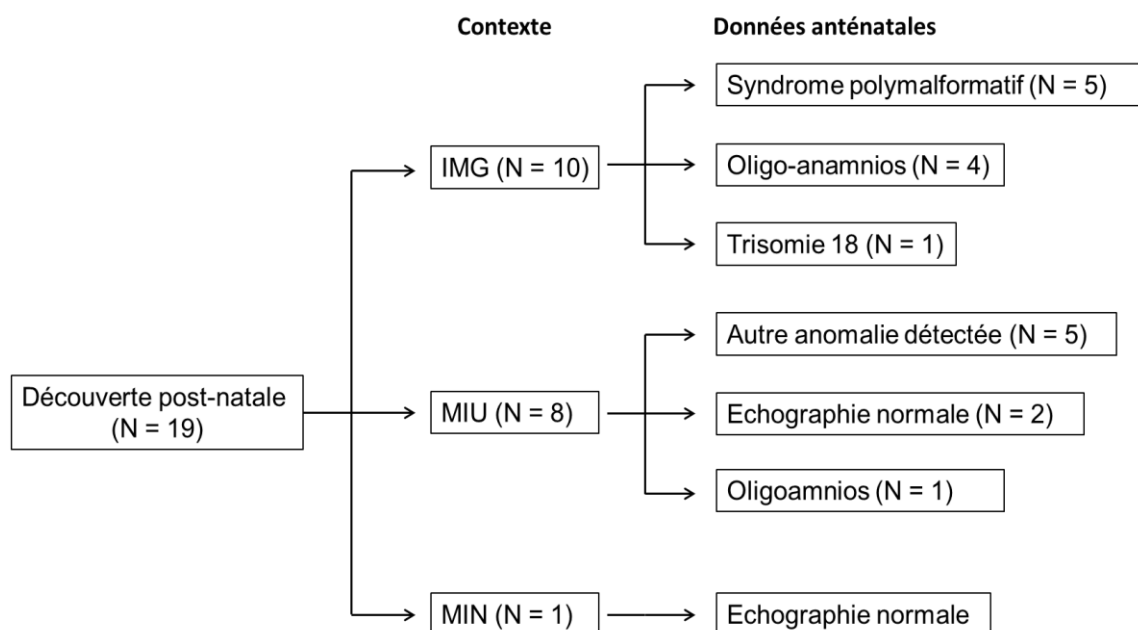 Contexte
Données anténatales
Syndrome polymalformatif (N = 5)
IMG (N = 10)
Oligo-anamnios (N = 4)
Trisomie 18 (N = 1)
Autre anomalie détectée (N = 5)
Découverte post-natale
(N = 19)
MIU (N = 8)
Echographie normale (N = 2)
Oligoamnios (N = 1)
MIN (N = 1)
Echographie normale